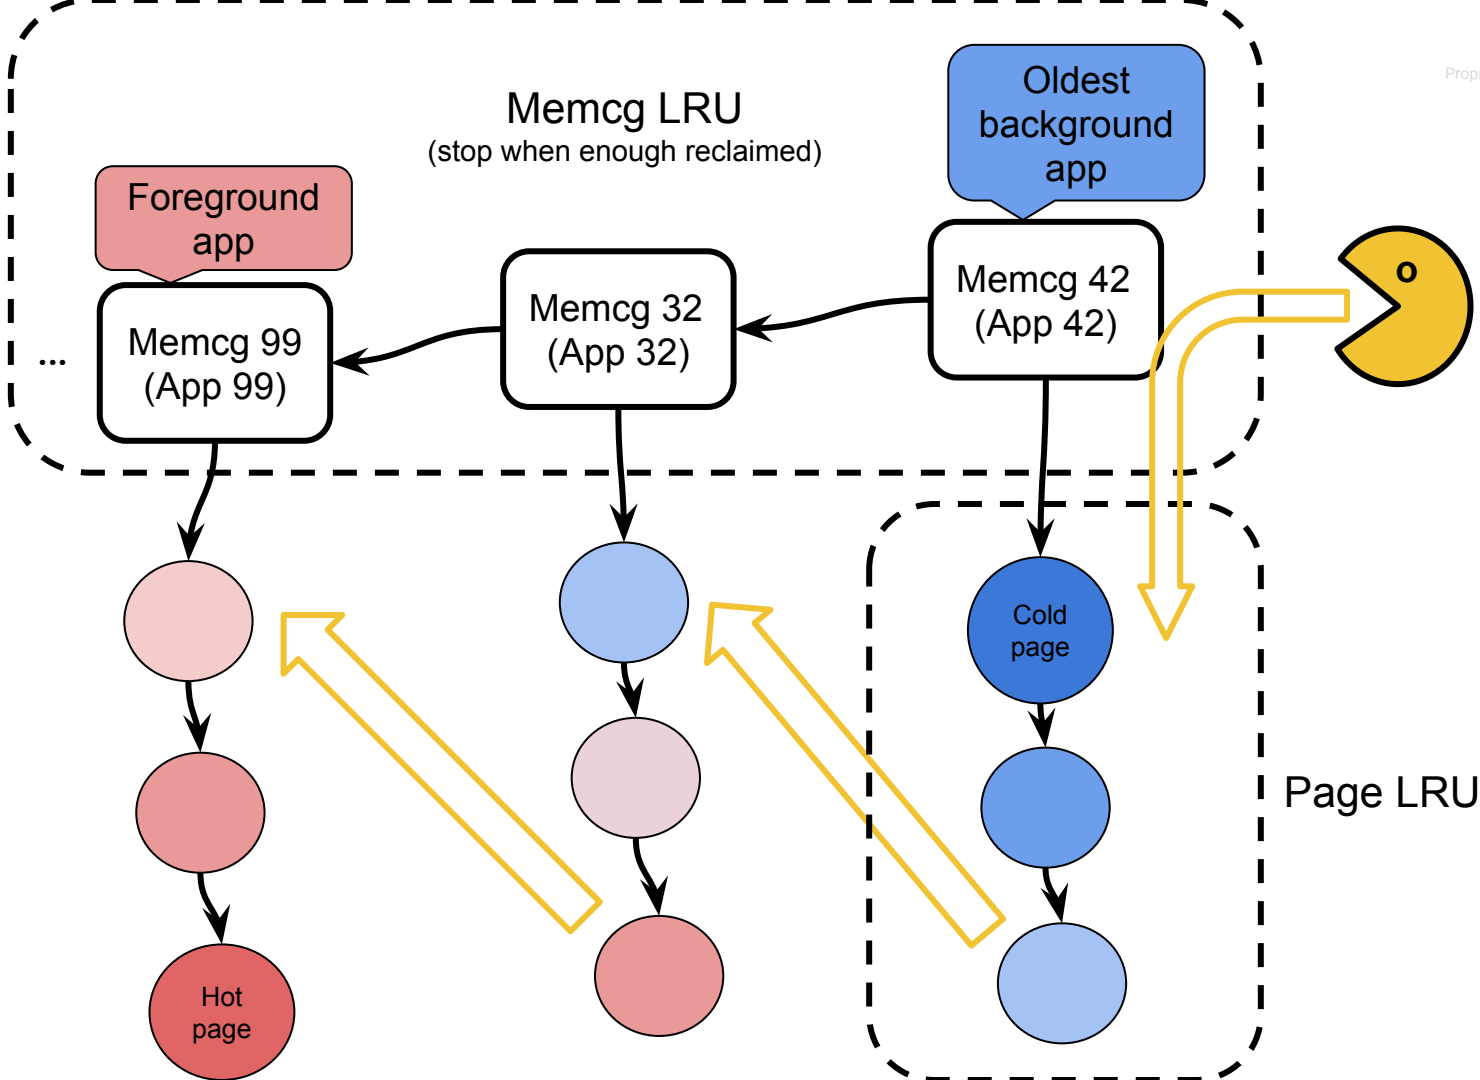 Oldest
background
app
Prop
Memcg LRU
(stop when enough reclaimed)
Foreground
app
Memcg 42
(App 42)
o
Memcg 32
(App 32)
Memcg 99
(App 99)
...
Cold
page
Page LRU
Hot
page